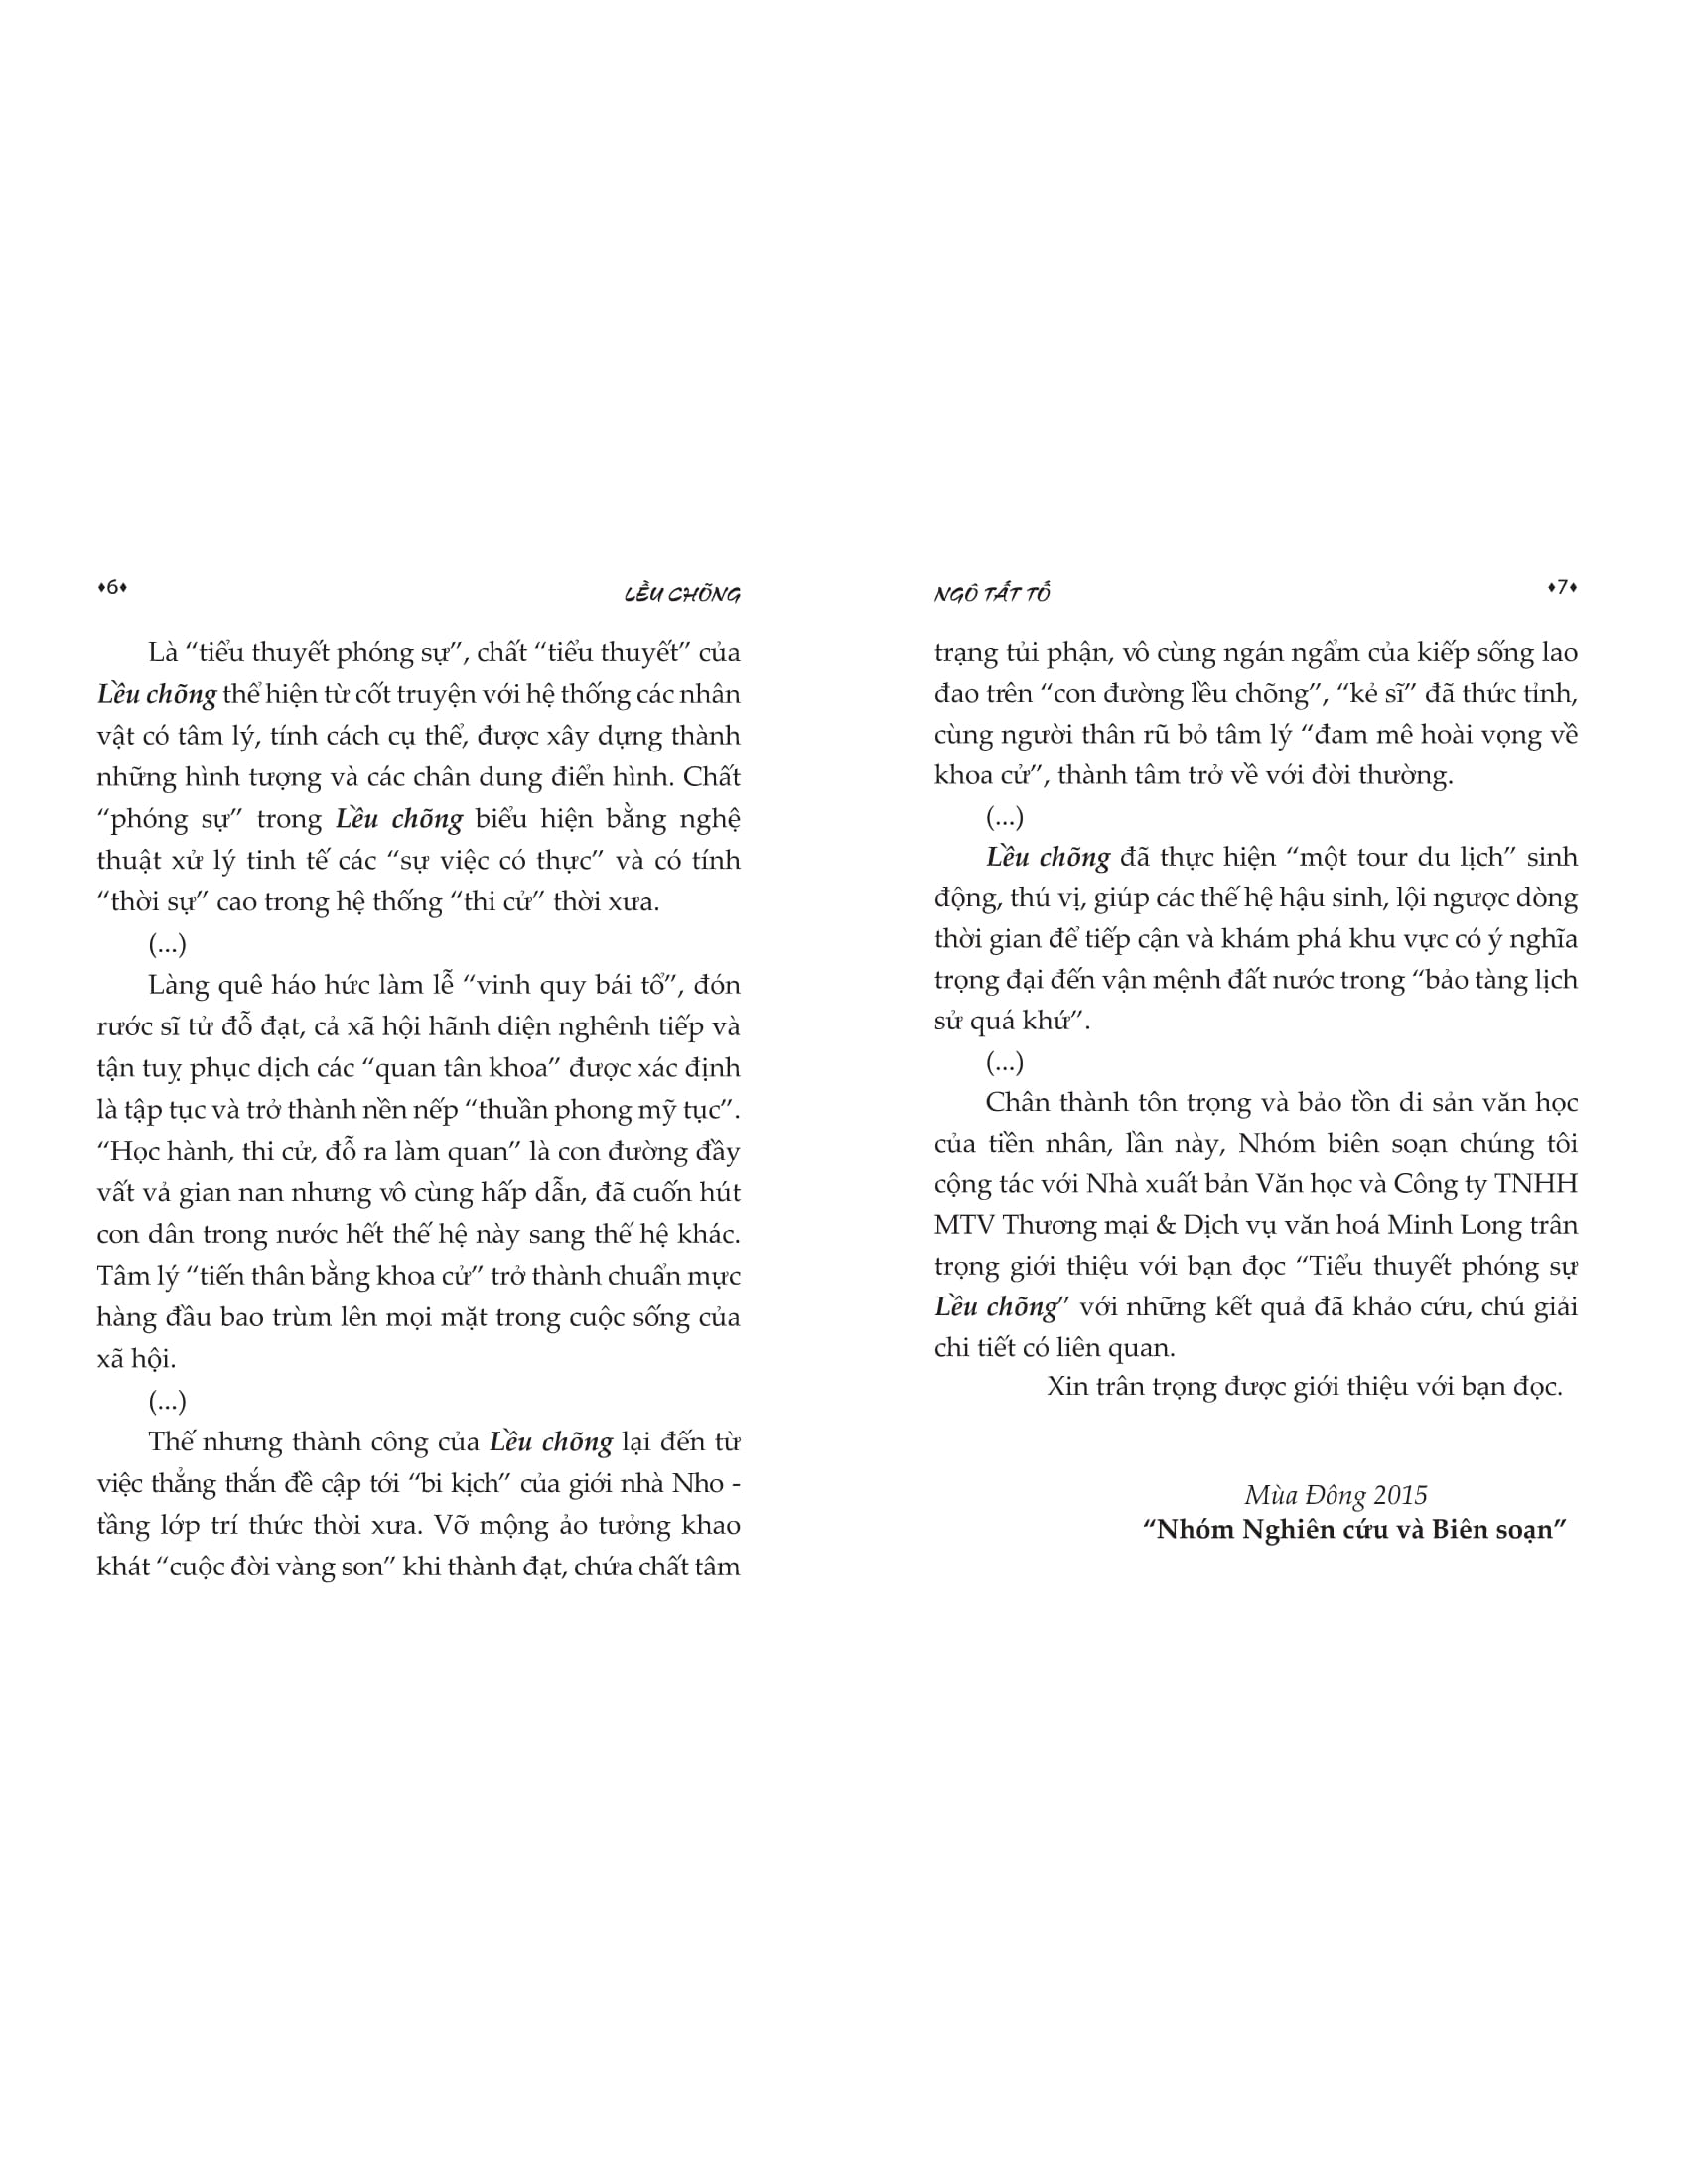 ♦6♦ LỀU CHÕNG
Là “tiểu thuyết phóng sự”, chất “tiểu thuyết” của
Lều chõng thể hiện từ cốt truyện với hệ thống các nhân
vật có tâm lý, tính cách cụ thể, được xây dựng thành
những hình tượng và các chân dung điển hình. Chất
“phóng sự” trong Lều chõng biểu hiện bằng nghệ
thuật xử lý tinh tế các “sự việc có thực” và có tính
“thời sự” cao trong hệ thống “thi cử” thời xưa.
(...)
Làng quê háo hức làm lễ “vinh quy bái tổ”, đón
rước sĩ tử đỗ đạt, cả xã hội hãnh diện nghênh tiếp và
tận tuỵ phục dịch các “quan tân khoa” được xác định
là tập tục và trở thành nền nếp “thuần phong mỹ tục”.
“Học hành, thi cử, đỗ ra làm quan” là con đường đầy
vất vả gian nan nhưng vô cùng hấp dẫn, đã cuốn hút
con dân trong nước hết thế hệ này sang thế hệ khác.
Tâm lý “tiến thân bằng khoa cử” trở thành chuẩn mực
hàng đầu bao trùm lên mọi mặt trong cuộc sống của
xã hội.
(...)
Thế nhưng thành công của Lều chõng lại đến từ
việc thẳng thắn đề cập tới “bi kịch” của giới nhà Nho -
tầng lớp trí thức thời xưa. Vỡ mộng ảo tưởng khao
khát “cuộc đời vàng son” khi thành đạt, chứa chất tâm
NGÔ TẤT TỐ ♦7♦
trạng tủi phận, vô cùng ngán ngẩm của kiếp sống lao
đao trên “con đường lều chõng”, “kẻ sĩ” đã thức tỉnh,
cùng người thân rũ bỏ tâm lý “đam mê hoài vọng về
khoa cử”, thành tâm trở về với đời thường.
(...)
Lều chõng đã thực hiện “một tour du lịch” sinh
động, thú vị, giúp các thế hệ hậu sinh, lội ngược dòng
thời gian để tiếp cận và khám phá khu vực có ý nghĩa
trọng đại đến vận mệnh đất nước trong “bảo tàng lịch
sử quá khứ”.
(...)
Chân thành tôn trọng và bảo tồn di sản văn học
của tiền nhân, lần này, Nhóm biên soạn chúng tôi
cộng tác với Nhà xuất bản Văn học và Công ty TNHH
MTV Thương mại & Dịch vụ văn hoá Minh Long trân
trọng giới thiệu với bạn đọc “Tiểu thuyết phóng sự
Lều chõng” với những kết quả đã khảo cứu, chú giải
chi tiết có liên quan.
Xin trân trọng được giới thiệu với bạn đọc.
Mùa Đông 2015
“Nhóm Nghiên cứu và Biên soạn”